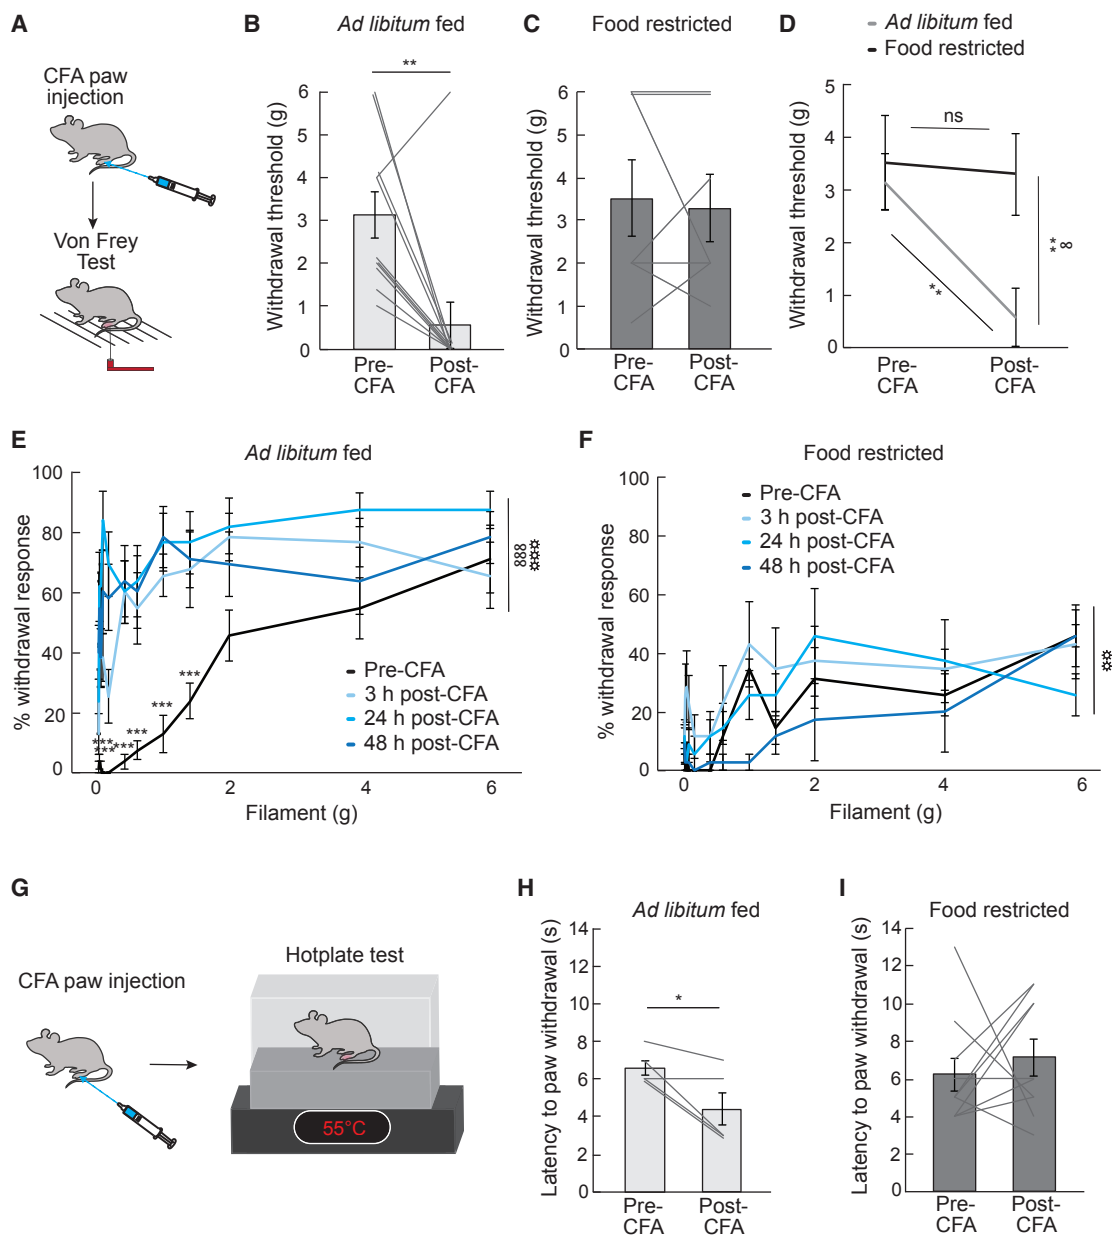 A
CFA paw
injection
Von Frey
Test
B
Ad libitum fed
**
Withdrawal threshold (g)
6
5
4
3
2
1
0
Pre-
CFA
Post-
CFA
C
Food restricted
Withdrawal threshold (g)
6
5
4
3
2
1
0
Pre-
CFA
Post-
CFA
D
Ad libitum fed
Food restricted
Withdrawal threshold (g)
5
4
3
2
1
0
ns
**
**
∞
Pre-
CFA
Post-
CFA
E
Ad libitum fed
% withdrawal response
100
80
60
40
20
0
***
***
***
***
***
***
Pre-CFA
3 h post-CFA
24 h post-CFA
48 h post-CFA
∞∞∞
¤¤¤
0
2
4
6
Filament (g)
F
Food restricted
% withdrawal response
100
80
60
40
20
0
Pre-CFA
3 h post-CFA
24 h post-CFA
48 h post-CFA
¤¤
0
2
4
6
Filament (g)
G
CFA paw injection
Hotplate test
55°C
H
Ad libitum fed
Latency to paw withdrawal (s)
14
12
10
8
6
4
2
0
*
Pre-
CFA
Post-
CFA
I
Food restricted
Latency to paw withdrawal (s)
14
12
10
8
6
4
2
0
Pre-
CFA
Post-
CFA